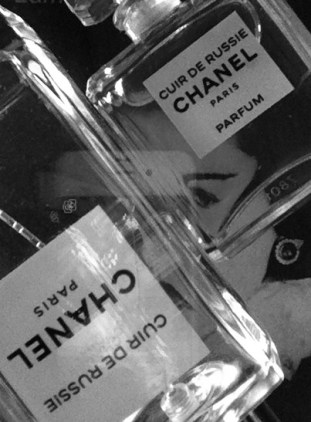 CUIR DE RUSSIE
CHANEL
PARIS
PARFUM
CUIR DE RUSSIE
CHANEL
PARIS